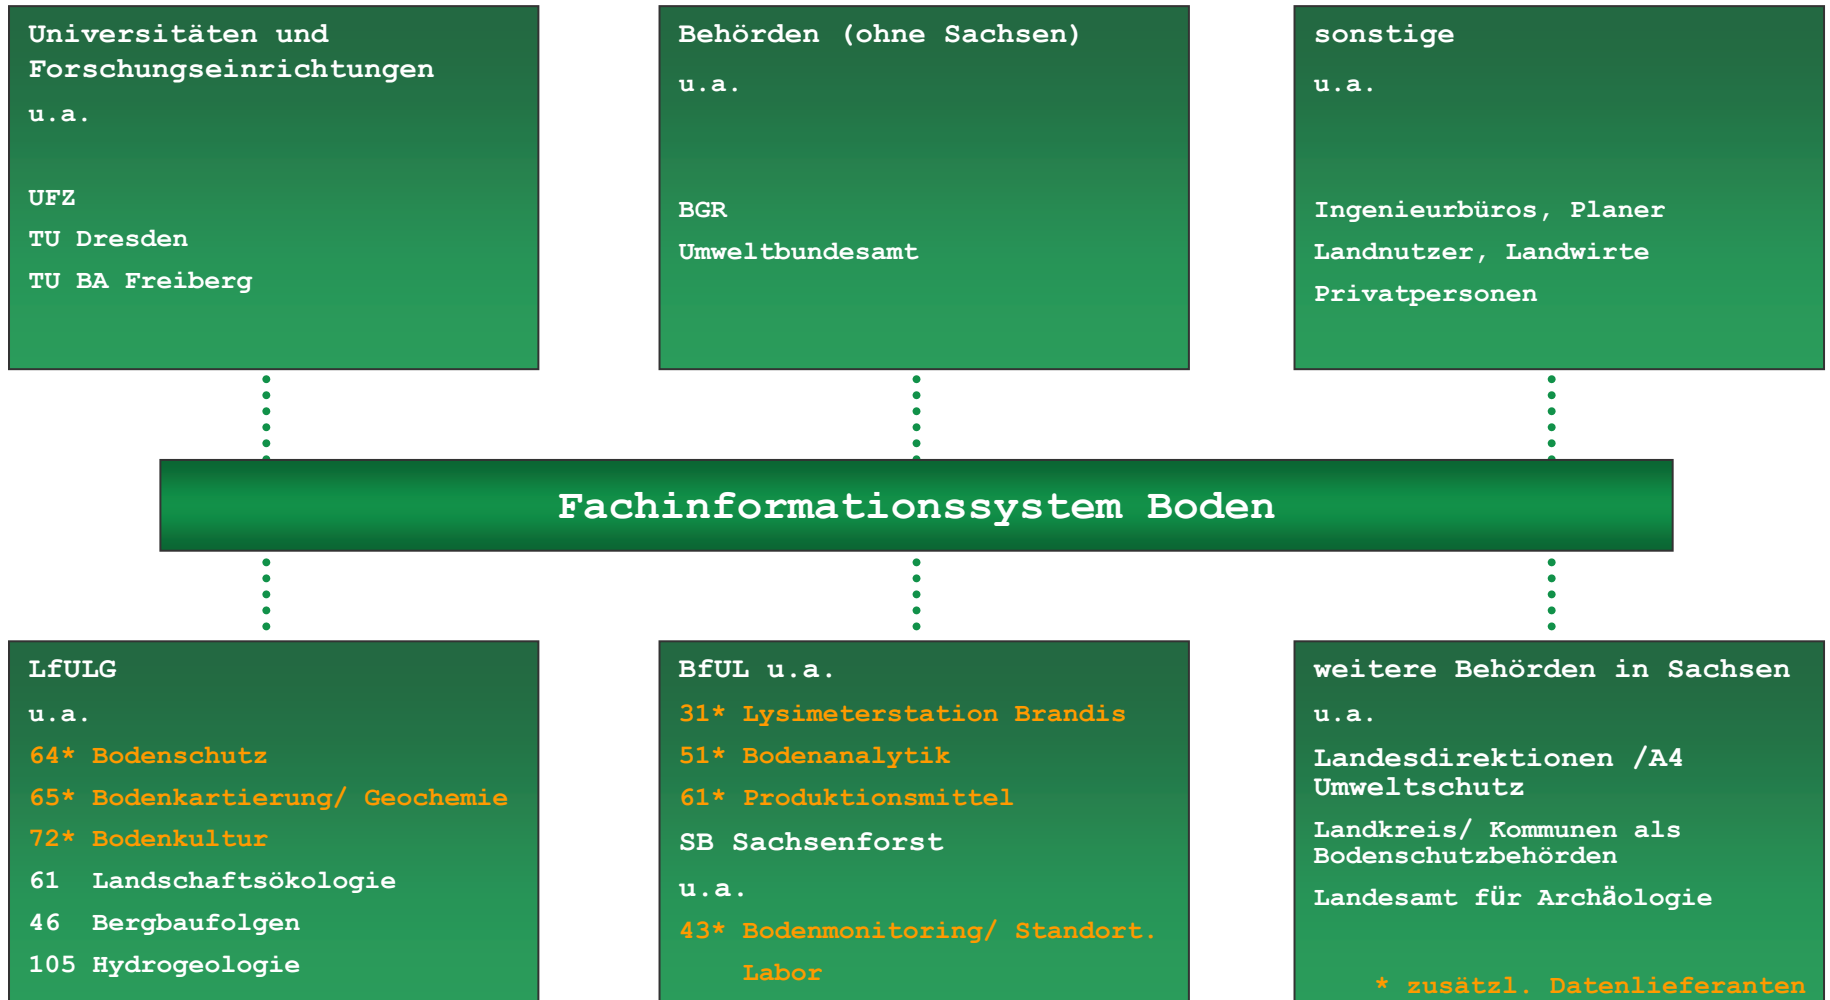 Universitäten und
Forschungseinrichtungen
u.a.
UFZ
TU Dresden
TU BA Freiberg
Behörden (ohne Sachsen)
u.a.
BGR
Umweltbundesamt
sonstige
u.a.
Ingenieurbüros, Planer
Landnutzer, Landwirte
Privatpersonen
Fachinformationssystem Boden
LfULG
u.a.
64* Bodenschutz
65* Bodenkartierung/ Geochemie
72* Bodenkultur
61 Landschaftsökologie
46 Bergbaufolgen
105 Hydrogeologie
BfUL u.a.
31* Lysimeterstation Brandis
51* Bodenanalytik
61* Produktionsmittel
SB Sachsenforst
u.a.
43* Bodenmonitoring/ Standort.
Labor
weitere Behörden in Sachsen
u.a.
Landesdirektionen /A4
Umweltschutz
Landkreis/ Kommunen als
Bodenschutzbehörden
Landesamt für Archäologie
* zusätzl. Datenlieferanten